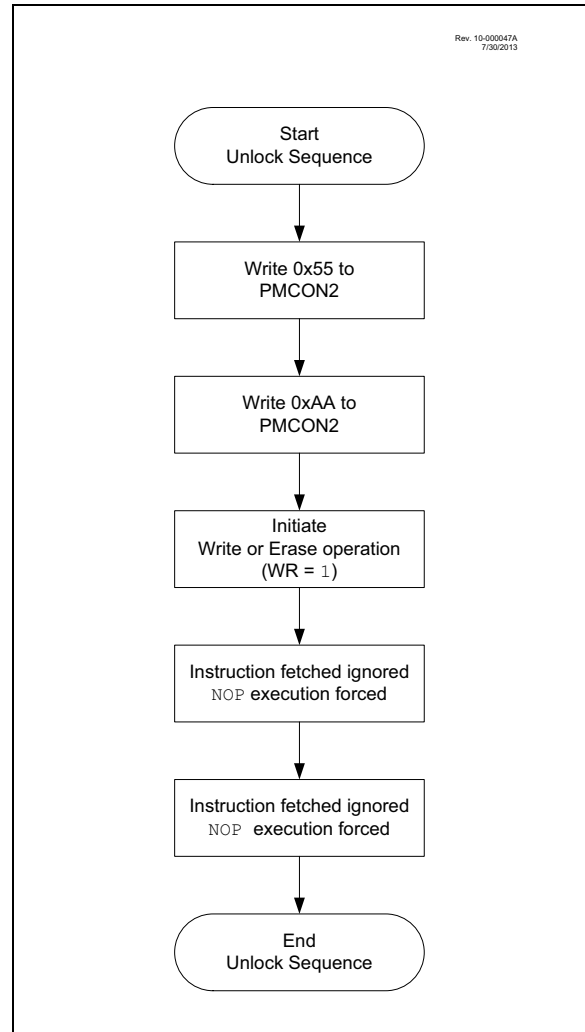 Rev. 10-000047A
7/30/2013
Start
Unlock Sequence
Write 0x55 to
PMCON2
Write 0xAA to
PMCON2
Initiate
Write or Erase operation
(WR = 1)
Instruction fetched ignored
NOP execution forced
Instruction fetched ignored
NOP execution forced
End
Unlock Sequence